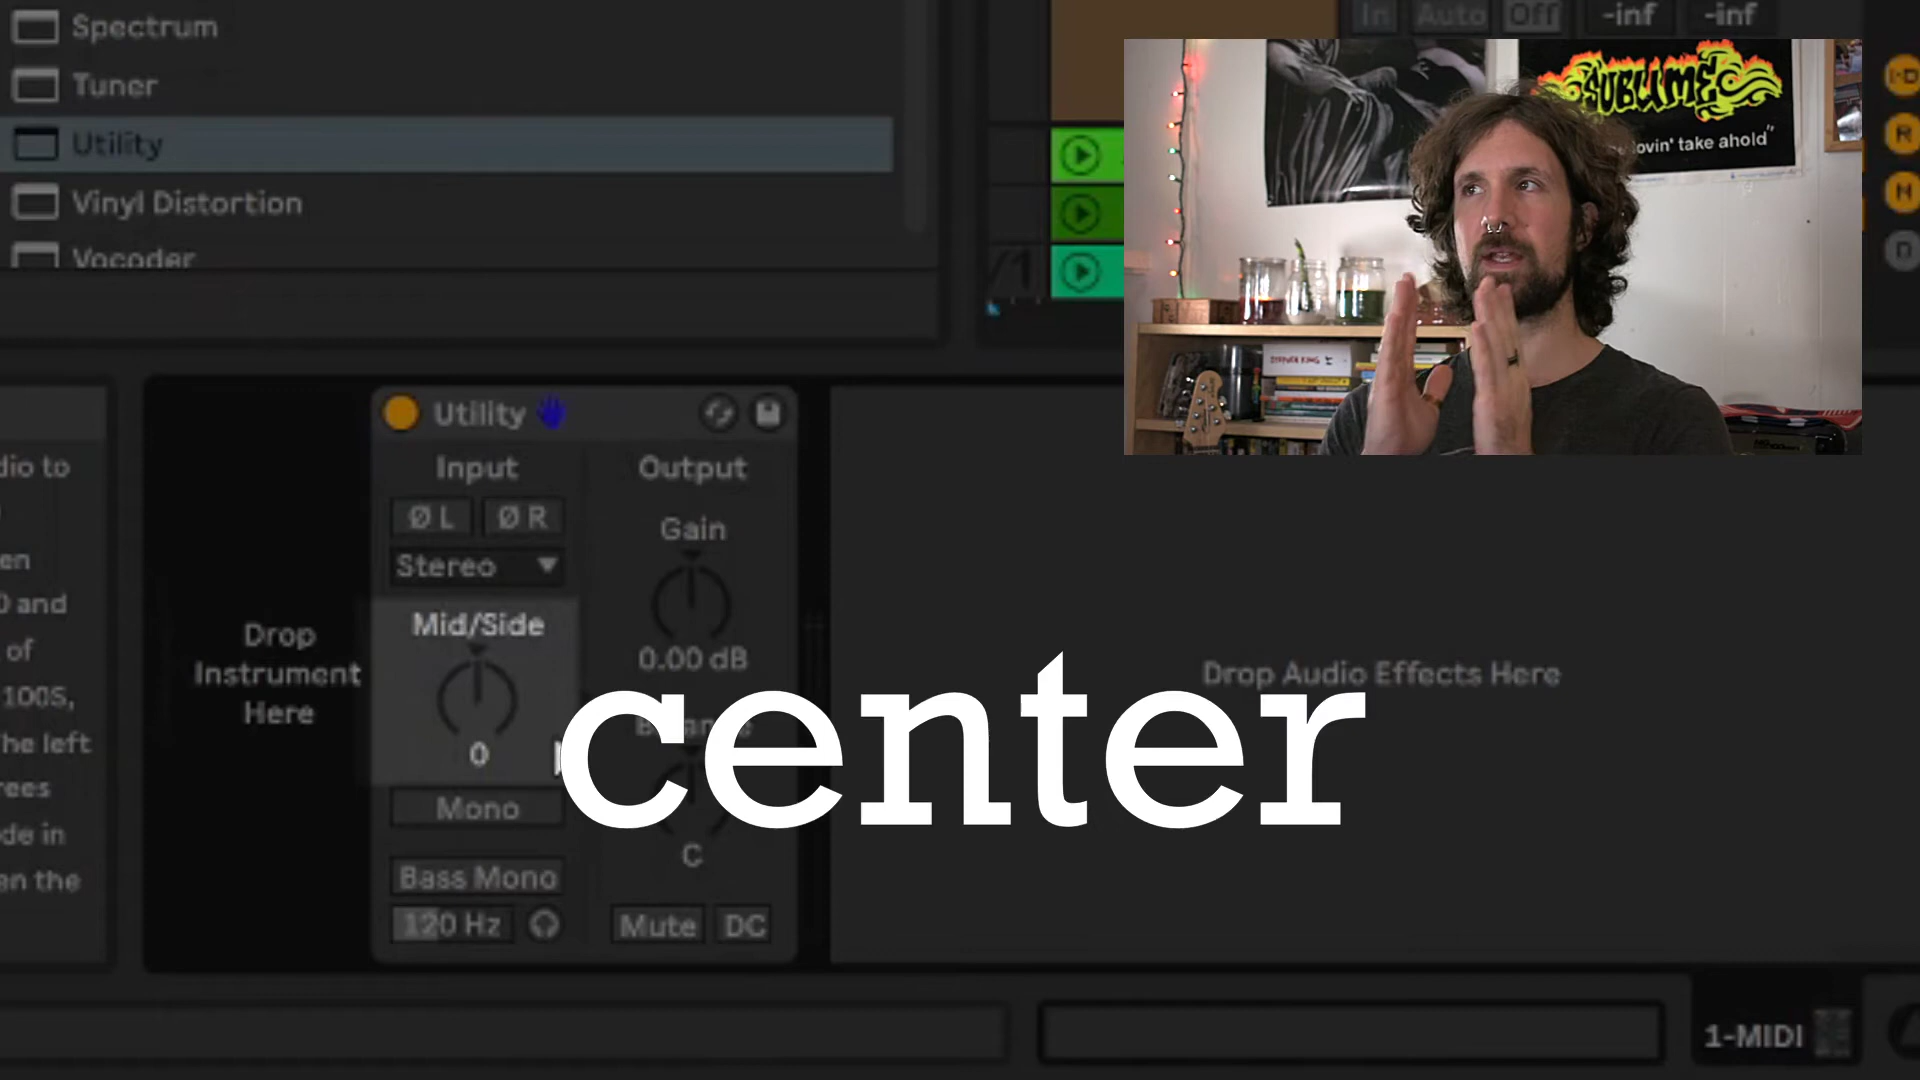 Spectrum
Tuner
Utility
Vinyl Distortion
Vocoder
In Auto Off -inf -inf
SUBLIME
lovin' take ahold"
STEPHEN KING
R
D
dio to
en
0 and
of
100S,
he left
rees
de in
en the
Drop
Instrument
Here
Utility
Input
Ø L Ø R
Stereo
Mid/Side
0
Mono
Bass Mono
120 Hz
Output
Gain
0.00 dB
C
Mute DC
Drop Audio Effects Here
center
1-MIDI